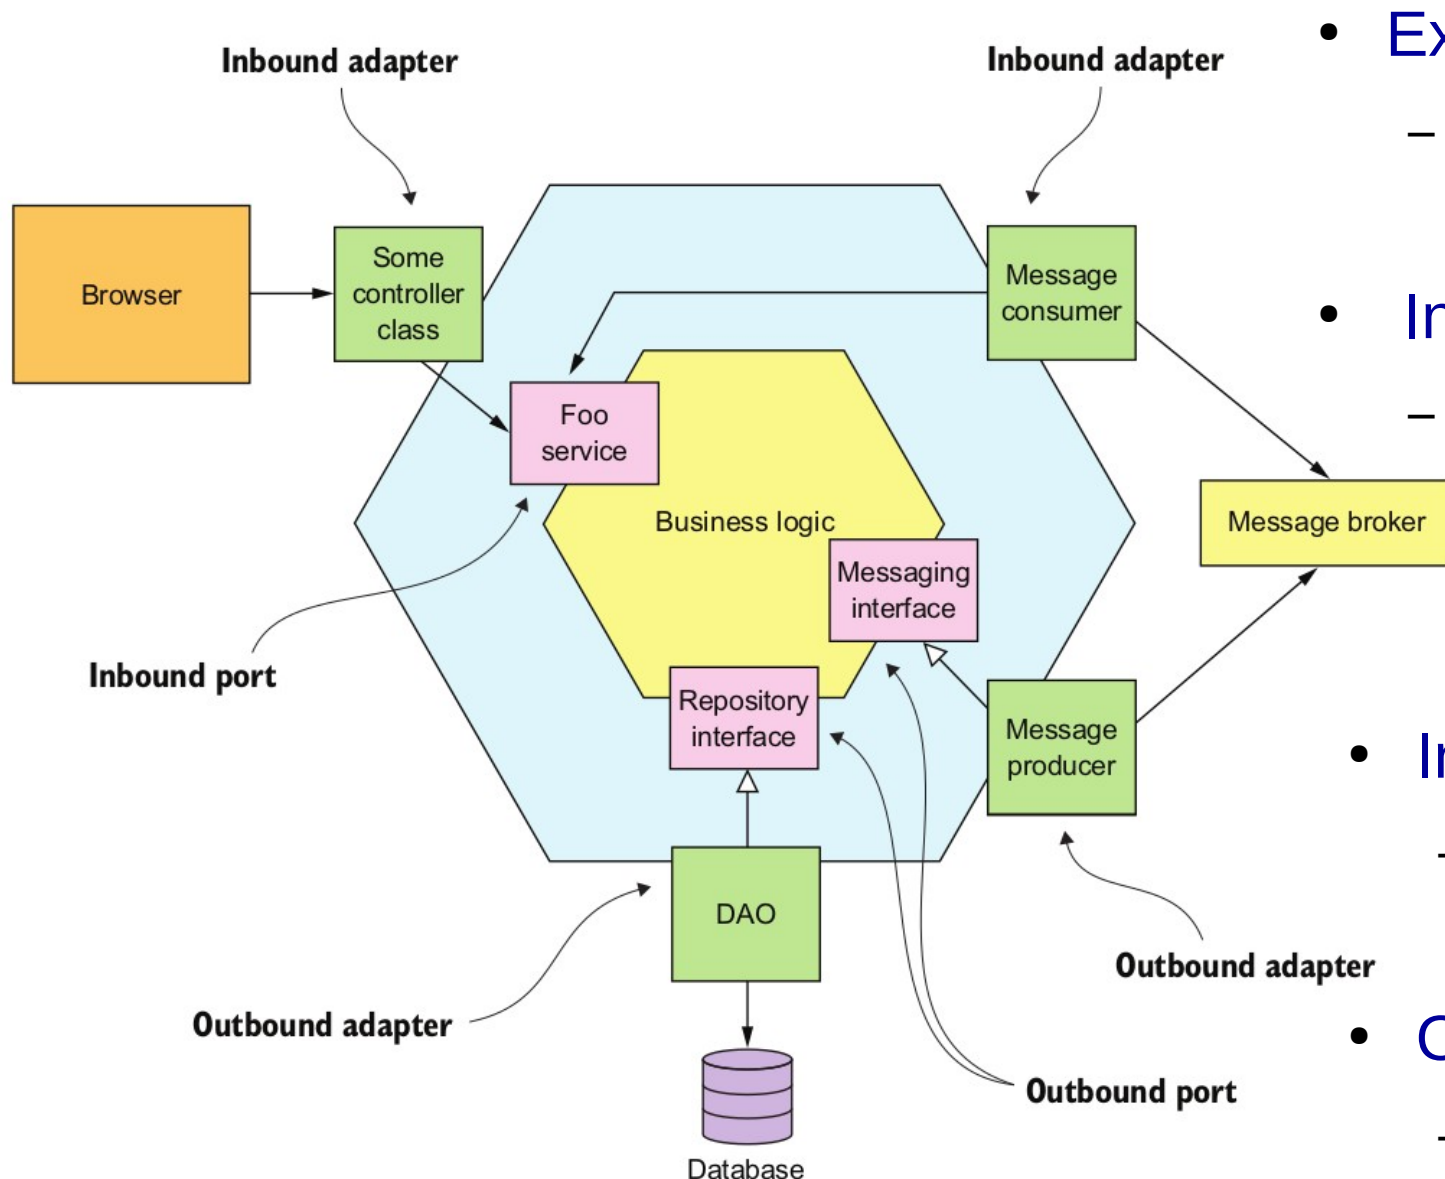 Inbound adapter
Inbound adapter
Browser
Some
controller
class
Message
consumer
Foo
service
Business logic
Message broker
Messaging
interface
Inbound port
Repository
interface
Message
producer
DAO
Outbound adapter
Outbound adapter
Outbound port
Database
• Ex
–
•
–
•
–
•
–